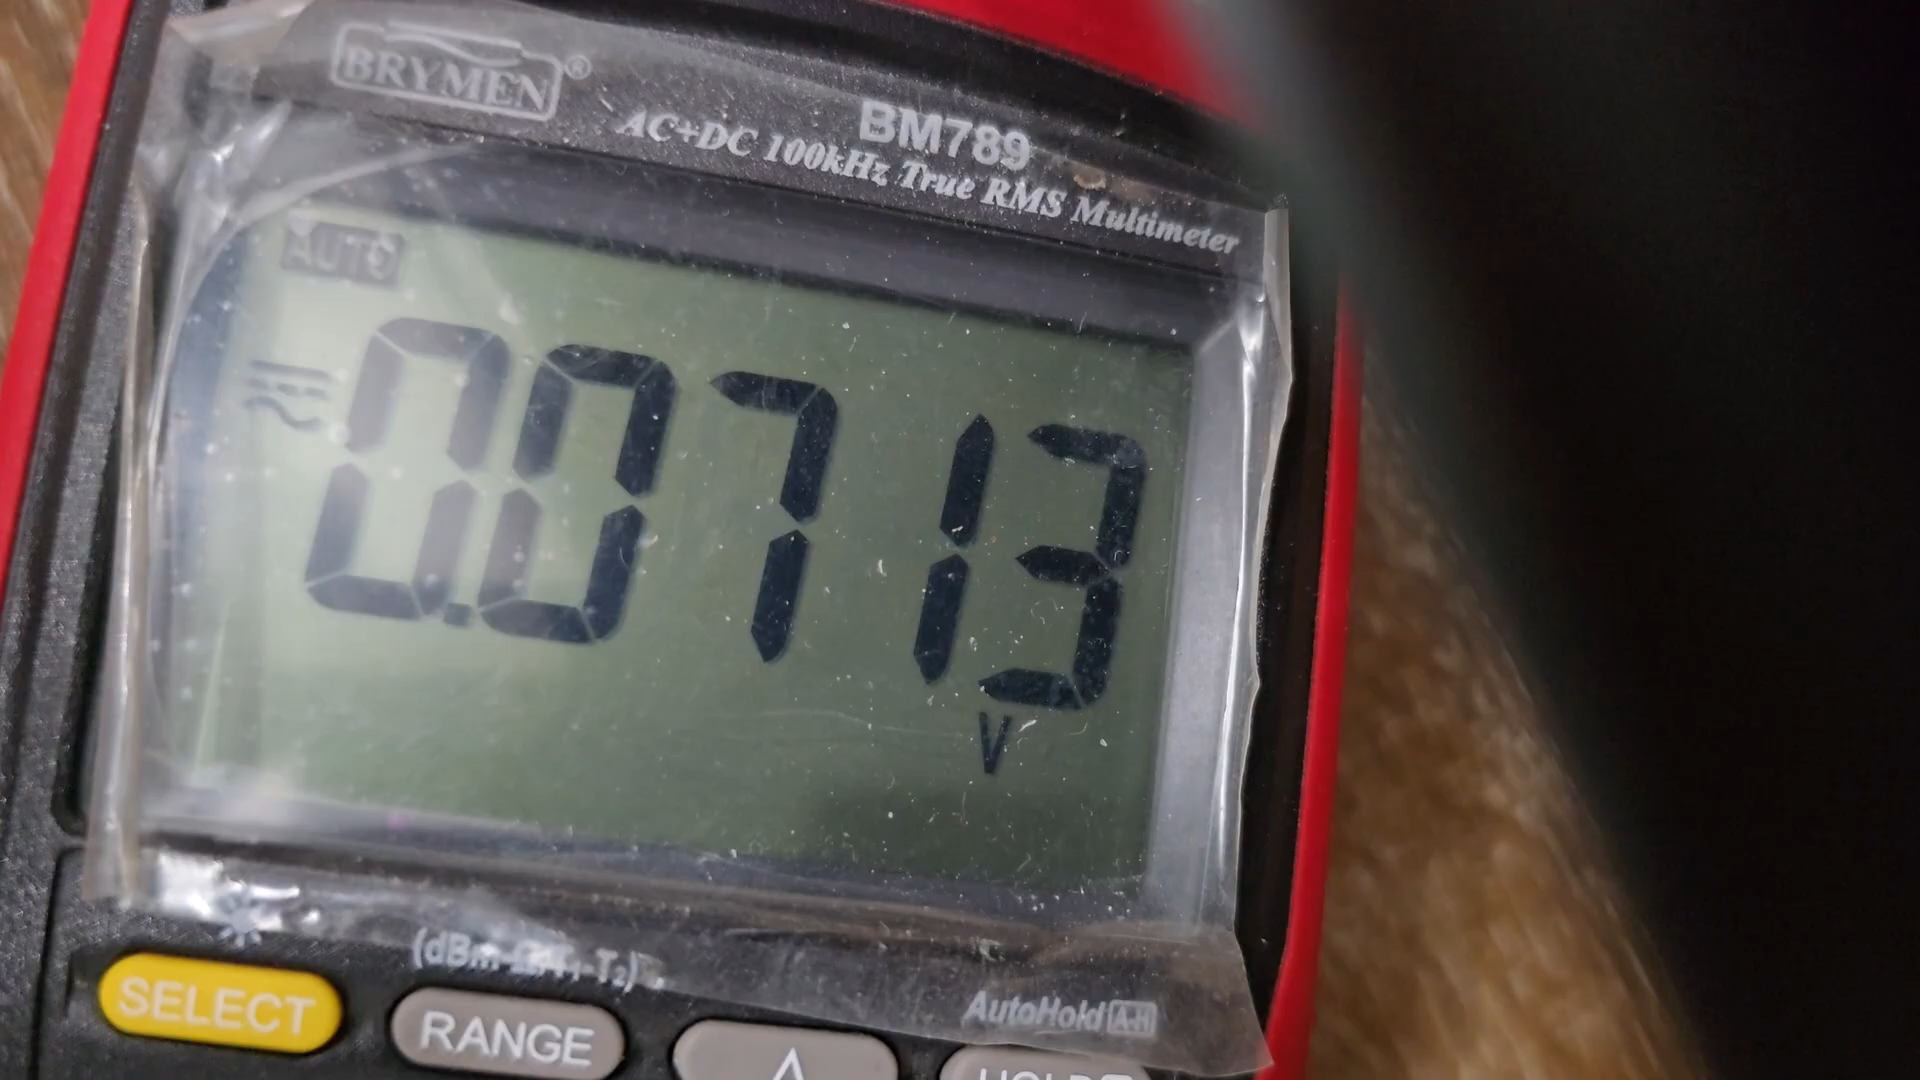 BRYMEN®
BM789
AC+DC 100kHz True RMS Multimeter
AUTO
0.0713
V
SELECT
RANGE
AutoHold A-H